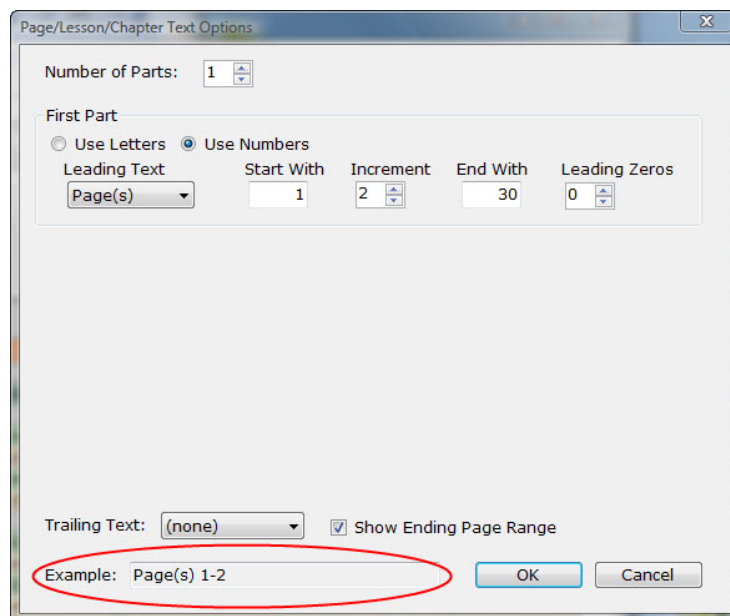 Page/Lesson/Chapter Text Options
X
Number of Parts: 1
First Part
Use Letters Use Numbers
Leading Text Start With Increment End With Leading Zeros
Page(s) 1 2 30 0
Trailing Text: (none) Show Ending Page Range
Example: Page(s) 1-2 OK Cancel